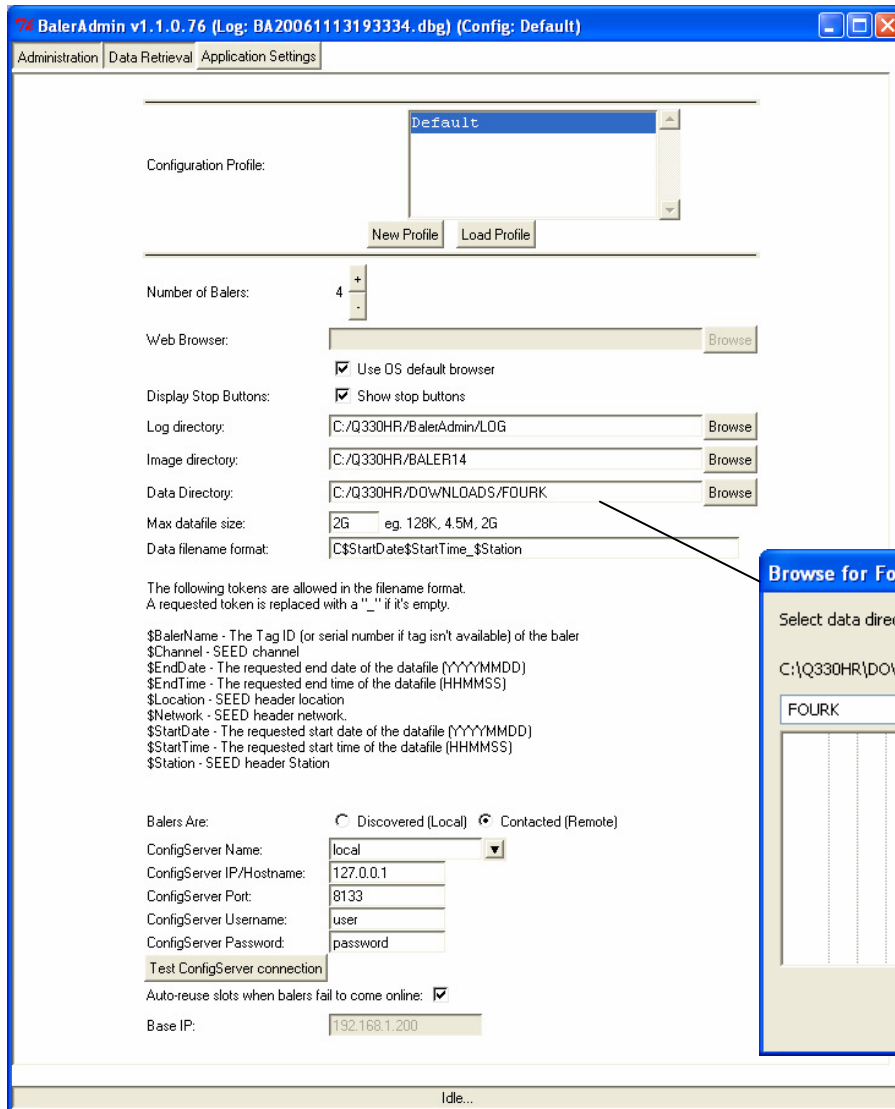 BalerAdmin v1.1.0.76 (Log: BA20061113193334.dbg) (Config: Default)
Administration Data Retrieval Application Settings
Default
Configuration Profile:
New Profile Load Profile
Number of Balers: 4 + -
Web Browser: Browse
Use OS default browser
Display Stop Buttons: Show stop buttons
Log directory: C:/Q330HR/BalerAdmin/LOG Browse
Image directory: C:/Q330HR/BALER14 Browse
Data Directory: C:/Q330HR/DOWNLOADS/FOURK Browse
Max datafile size: 2G eg. 128K, 4.5M, 2G
Data filename format: C$StartDate$StartTime_$Station
The following tokens are allowed in the filename format.
A requested token is replaced with a "_" if it's empty.
$BalerName - The Tag ID (or serial number if tag isn't available) of the baler
$Channel - SEED channel
$EndDate - The requested end date of the datafile (YYYYMMDD)
$EndTime - The requested end time of the datafile (HHMMSS)
$Location - SEED header location
$Network - SEED header network.
$StartDate - The requested start date of the datafile (YYYYMMDD)
$StartTime - The requested start time of the datafile (HHMMSS)
$Station - SEED header Station
Balers Are: Discovered (Local) Contacted (Remote)
ConfigServer Name: local
ConfigServer IP/Hostname: 127.0.0.1
ConfigServer Port: 8133
ConfigServer Username: user
ConfigServer Password: password
Test ConfigServer connection
Auto-reuse slots when balers fail to come online:
Base IP: 192.168.1.200
Idle...
Browse for Fo
Select data direc
C:\Q330HR\DOW
FOURK